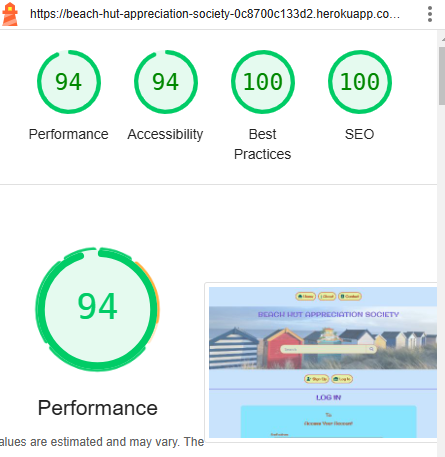 https://beach-hut-appreciation-society-0c8700c133d2.herokuapp.co...
94 94 100 100
Performance Accessibility Best Practices SEO
94
Performance
alues are estimated and may vary. The
Home About Contact
BEACH HUT APPRECIATION SOCIETY
Sign Up Log In
LOG IN
To
Access Your Account